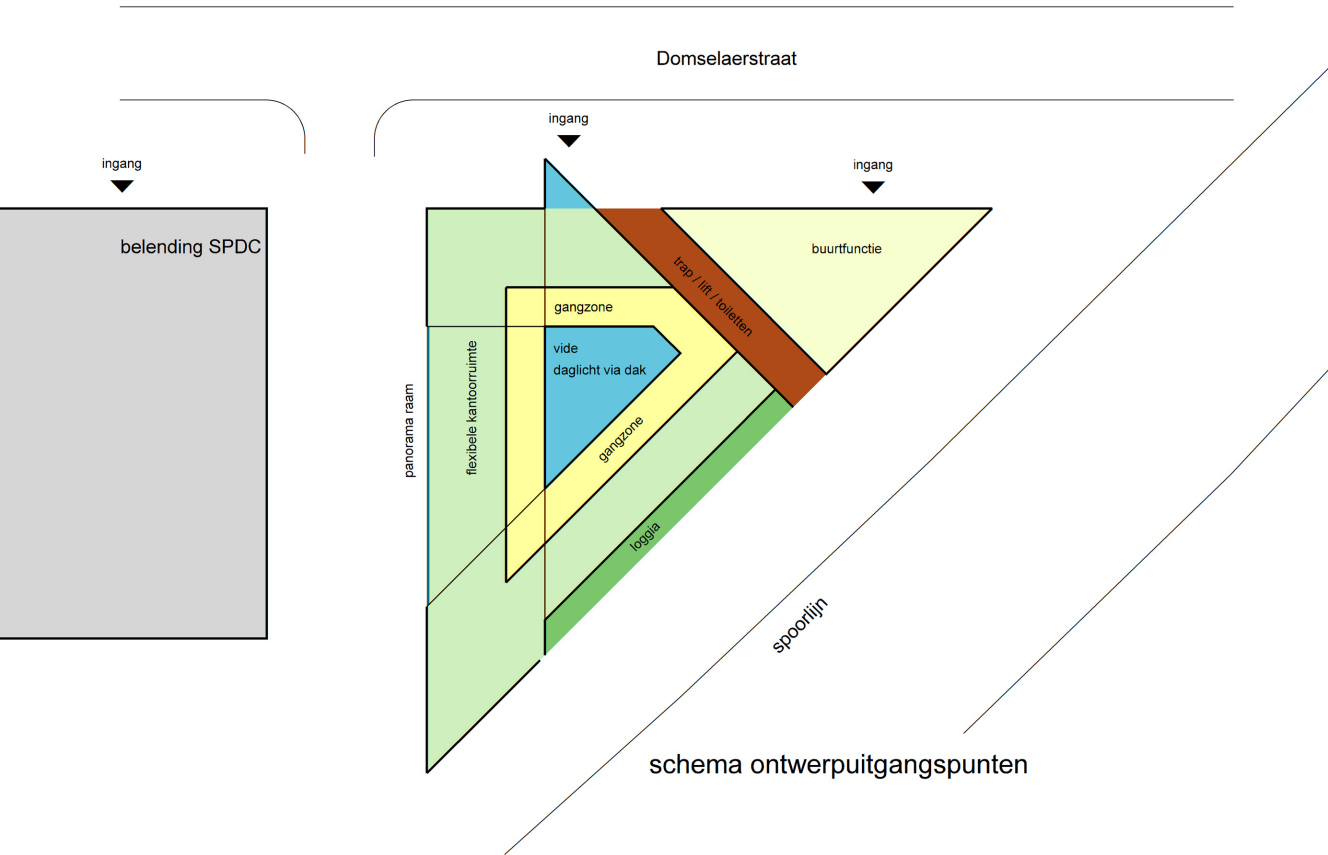 Domselaerstraat
ingang
ingang
ingang
belending SPDC
buurtfunctie
trap / lift / toiletten
gangzone
vide
daglicht via dak
flexibele kantoorruimte
panorama raam
gangzone
loggia
spoorlijn
schema ontwerpuitgangspunten